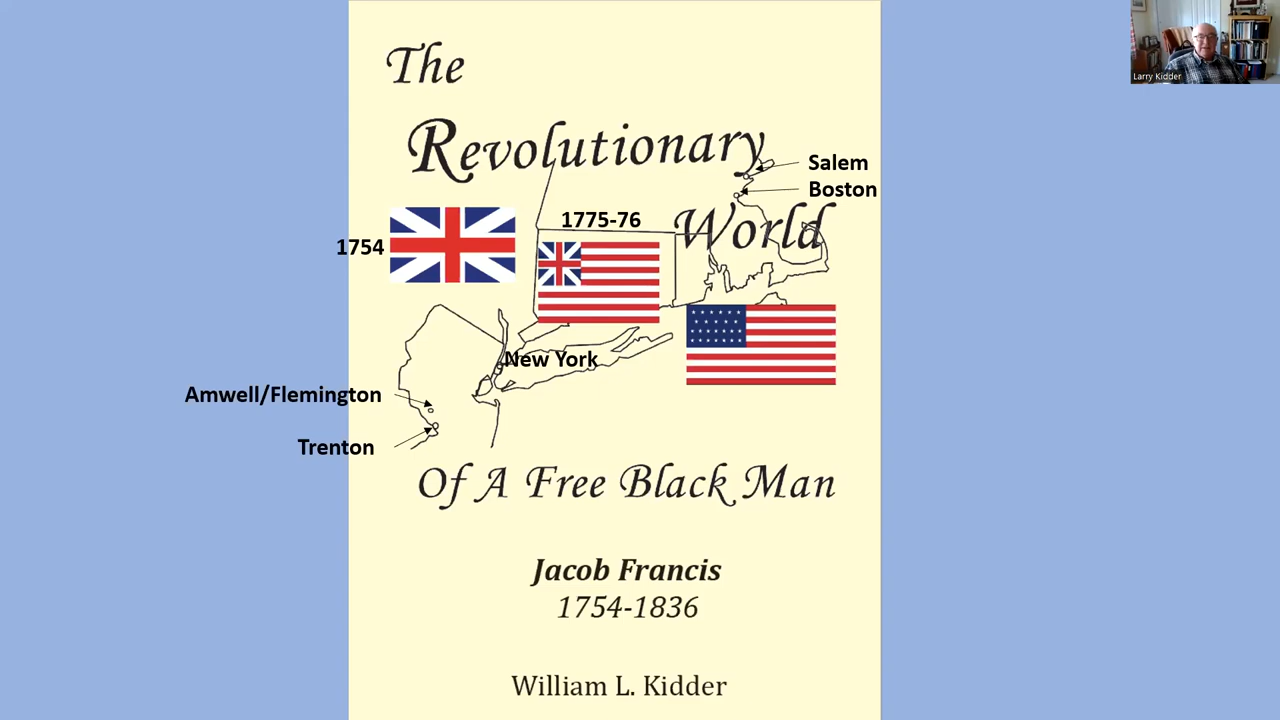 The
Revolutionary
Salem
Boston
World
1775-76
1754
New York
Amwell/Flemington
Trenton
Of A Free Black Man
Jacob Francis
1754-1836
William L. Kidder
Larry Kidder